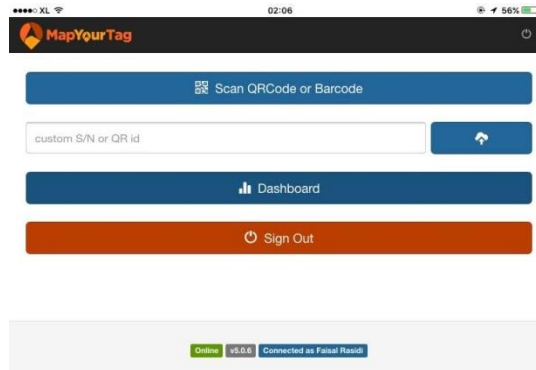 XL 02:06 56%
MapYourTag
Scan QRCode or Barcode
custom S/N or QR id
Dashboard
Sign Out
Online v5.0.6 Connected as Faisal Rasidi